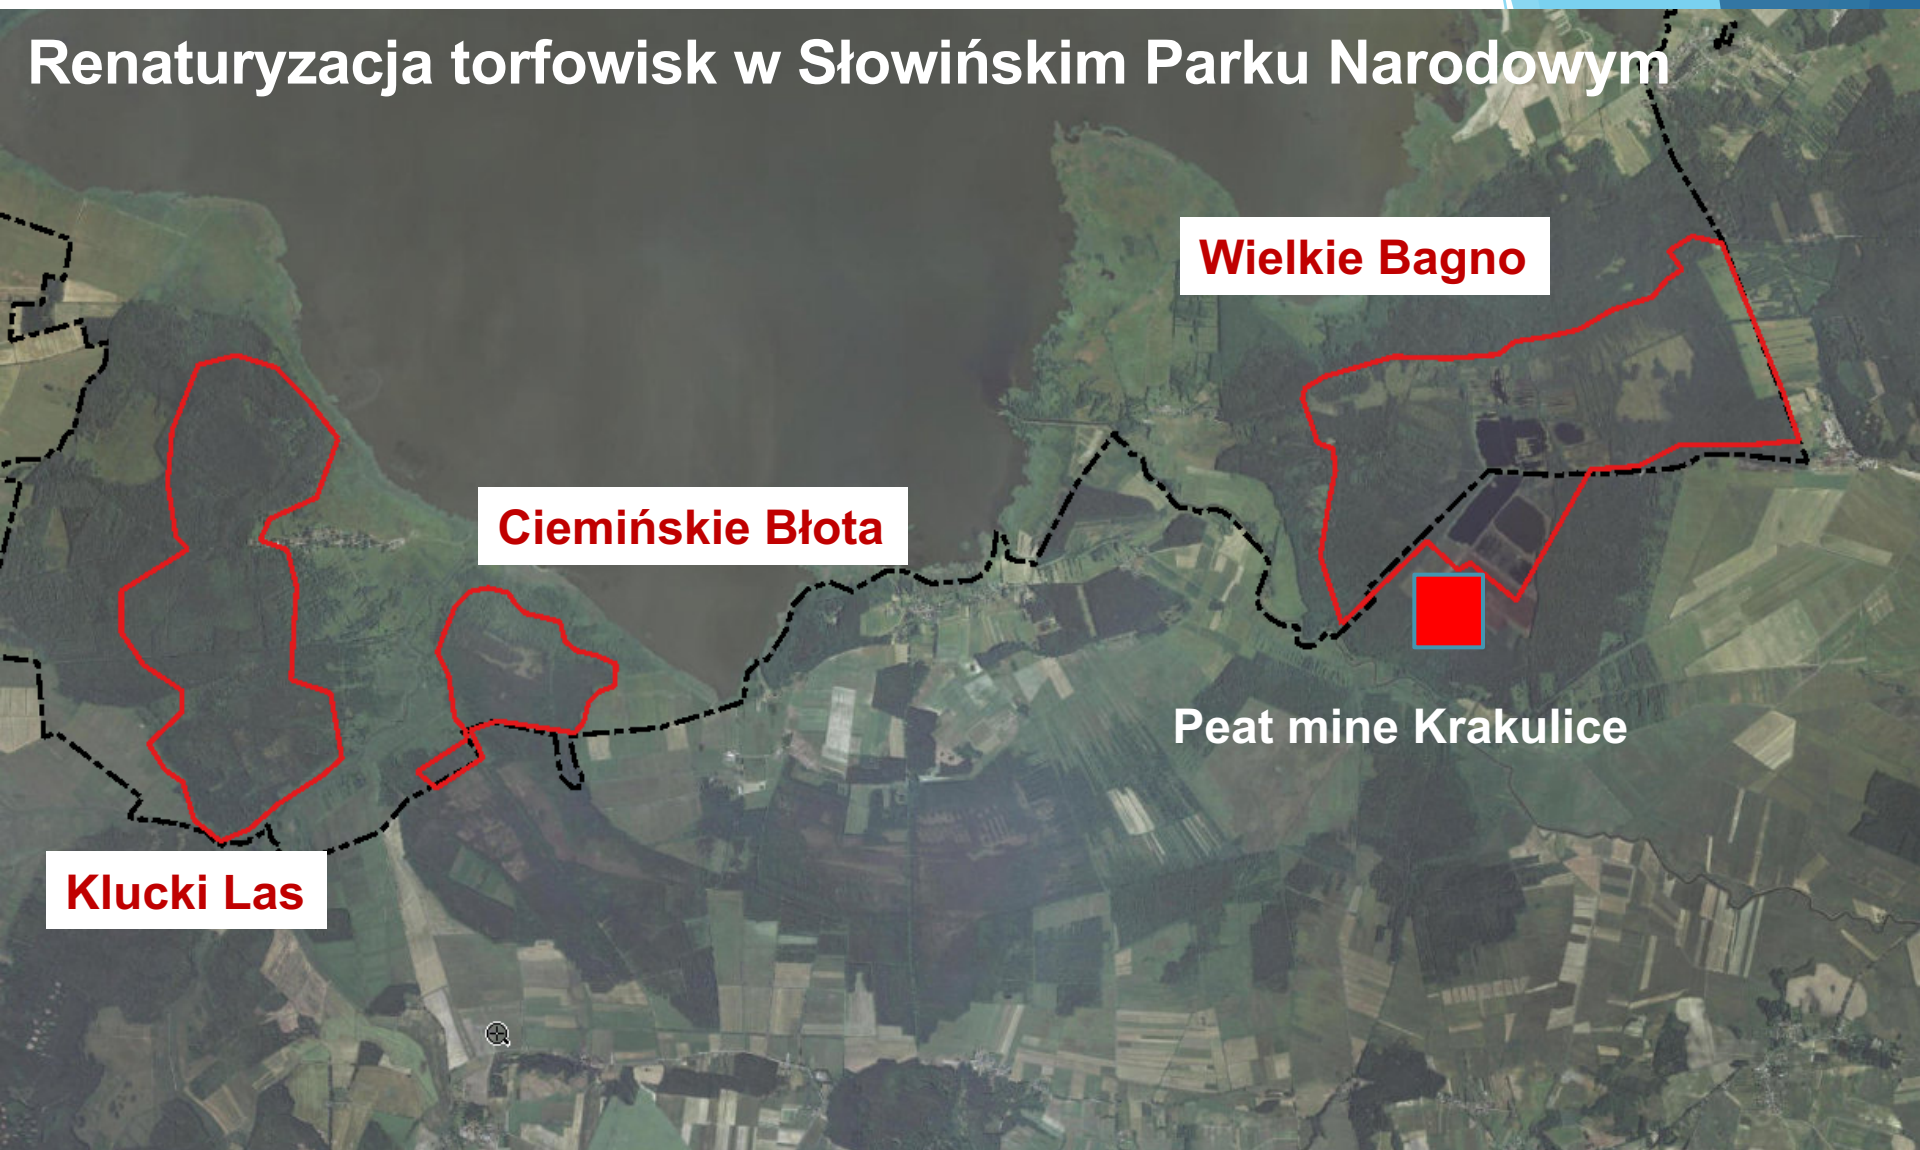 Renaturyzacja torfowisk w Słowińskim Parku Narodowym
Wielkie Bagno
Ciemińskie Błota
Peat mine Krakulice
Klucki Las